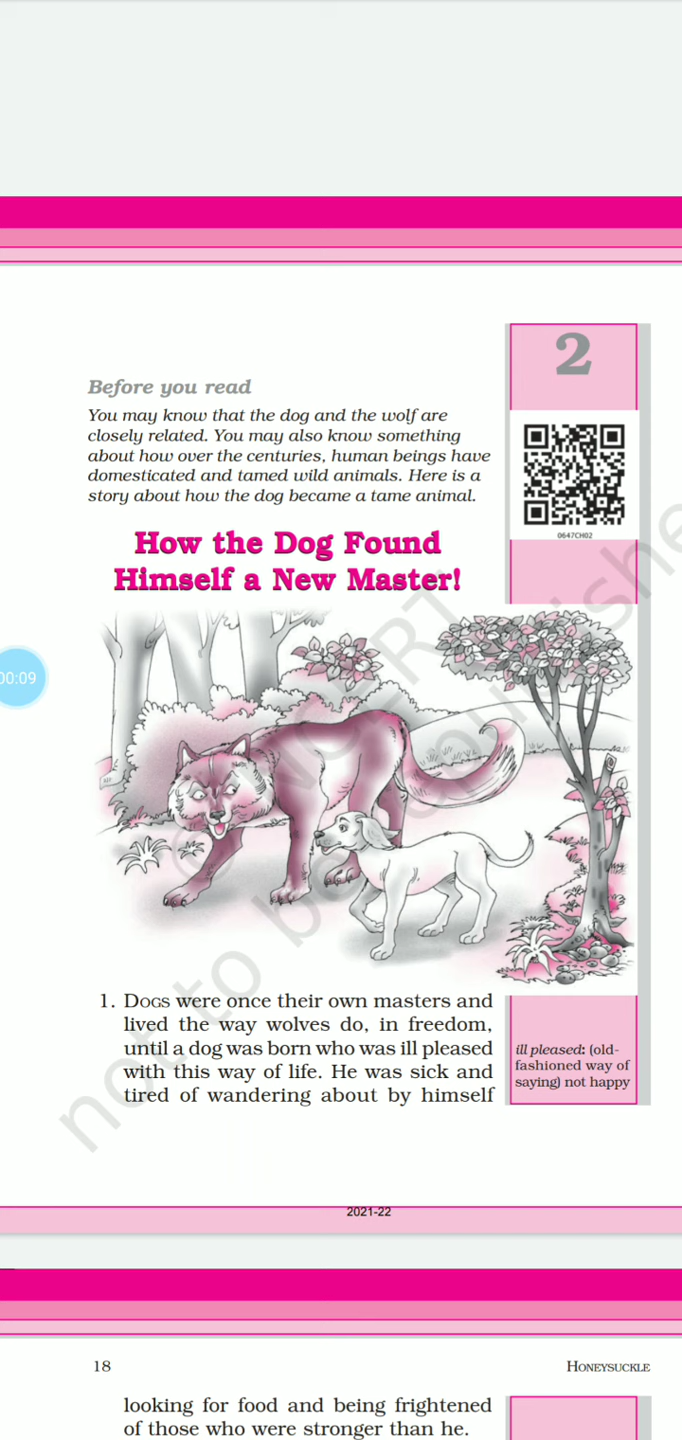 00:09
2
Before you read
You may know that the dog and the wolf are
closely related. You may also know something
about how over the centuries, human beings have
domesticated and tamed wild animals. Here is a
story about how the dog became a tame animal.
0647CH02
How the Dog Found
Himself a New Master!
© NCERT
not to be republished
1. DOGS were once their own masters and
lived the way wolves do, in freedom,
until a dog was born who was ill pleased
with this way of life. He was sick and
tired of wandering about by himself
ill pleased: (old-
fashioned way of
saying) not happy
2021-22
18
HONEYSUCKLE
looking for food and being frightened
of those who were stronger than he.